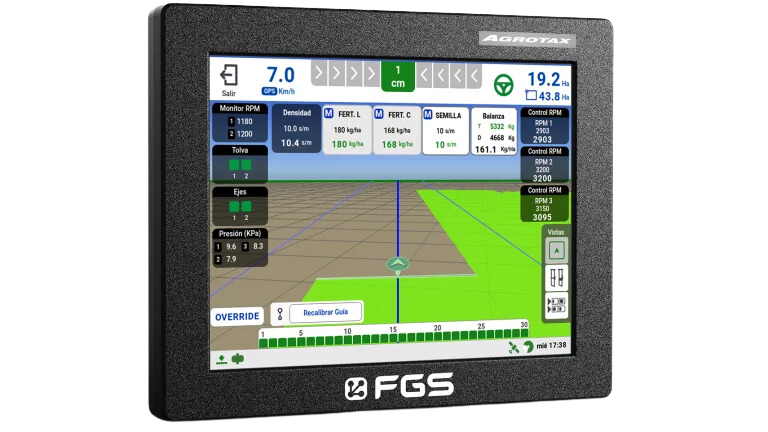 AGROTAX
Salir
7.0
GPS Km/h
1
cm
19.2 Ha
43.8 Ha
Monitor RPM
1 1180
2 1200
Tolva
1 2
Ejes
1 2
Presión (KPa)
1 9.6 3 8.3
2 7.9
Densidad
10.0 s/m
10.4 s/m
M FERT. L
180 kg/ha
180 kg/ha
M FERT. C
168 kg/ha
168 kg/ha
M SEMILLA
10 s/m
10 s/m
Balanza
T 5332 Kg
D 4668 Kg
161.1 Kg/Ha
Control RPM
RPM 1
2903
2903
Control RPM
RPM 2
3200
3200
Control RPM
RPM 3
3150
3095
Vistas
OVERRIDE
Recalibrar Guía
1 5 10 15 20 25 30
mié 17:38
FGS